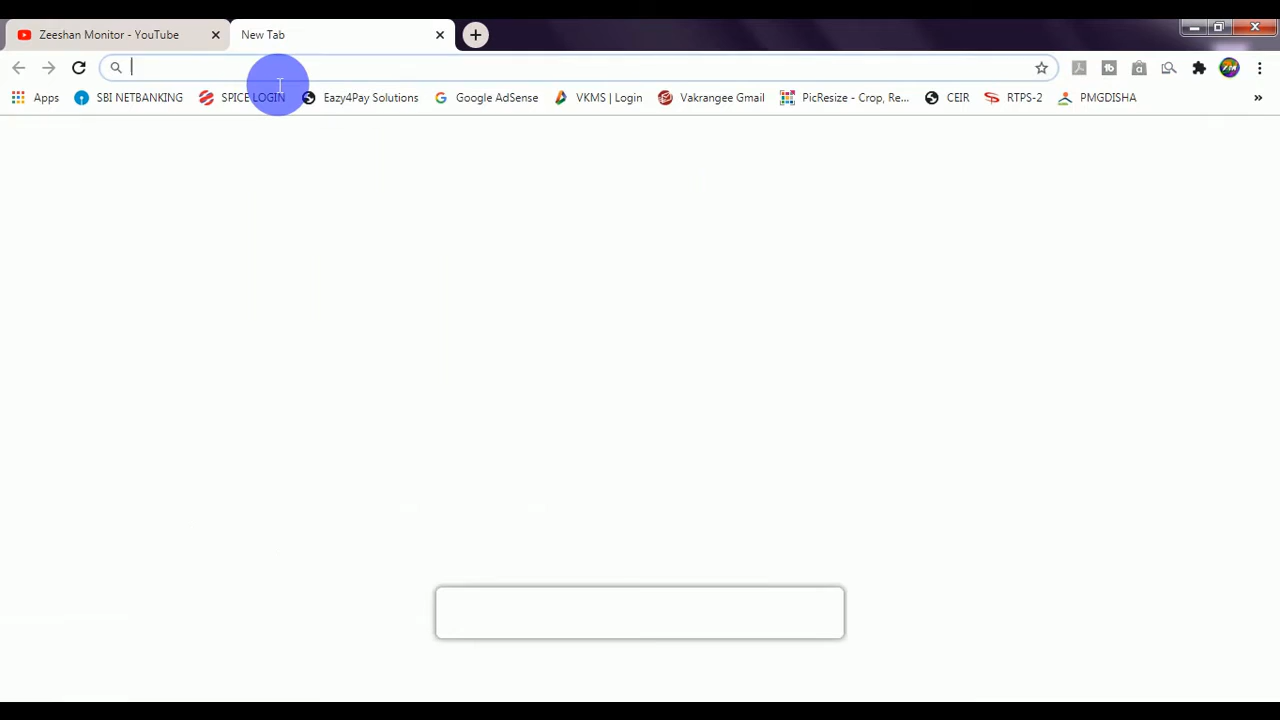 Zeeshan Monitor - YouTube
New Tab
Apps SBI NETBANKING SPICE LOGIN Eazy4Pay Solutions Google AdSense VKMS | Login Vakrangee Gmail PicResize - Crop, Re... CEIR RTPS-2 PMGDISHA »